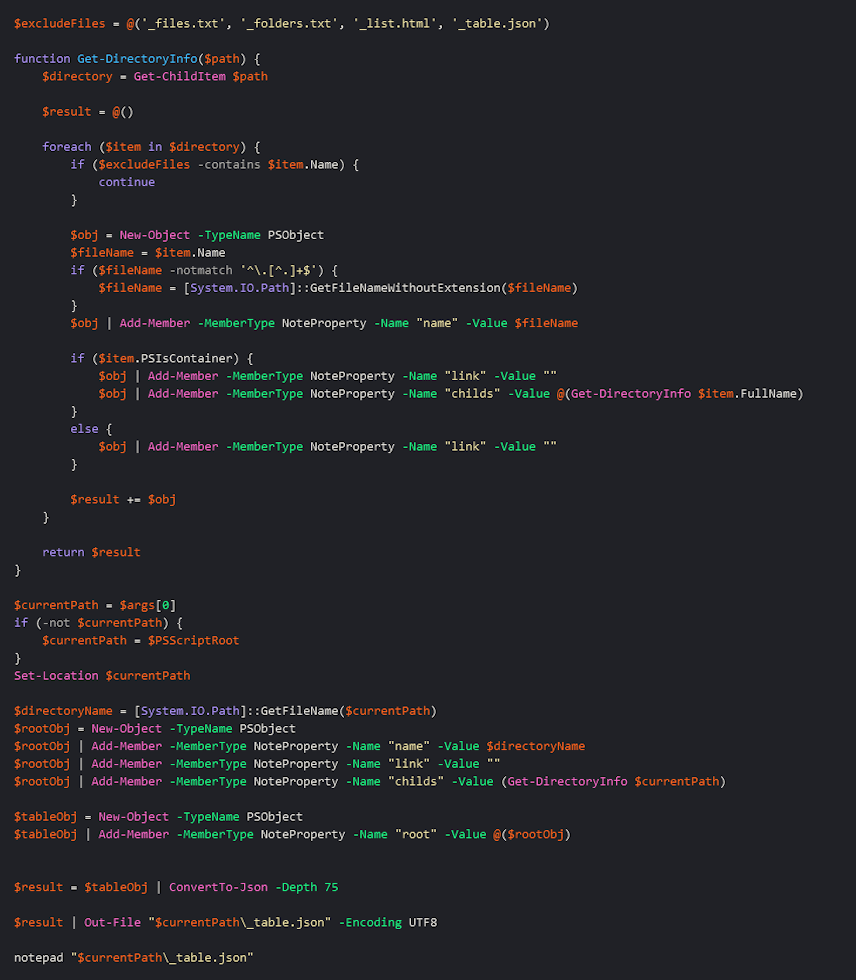 $excludeFiles = @('_files.txt', '_folders.txt', '_list.html', '_table.json')
function Get-DirectoryInfo($path) {
    $directory = Get-ChildItem $path
    $result = @()
    foreach ($item in $directory) {
        if ($excludeFiles -contains $item.Name) {
            continue
        }
        $obj = New-Object -TypeName PSObject
        $fileName = $item.Name
        if ($fileName -notmatch '^\.[^.]+$') {
            $fileName = [System.IO.Path]::GetFileNameWithoutExtension($fileName)
        }
        $obj | Add-Member -MemberType NoteProperty -Name "name" -Value $fileName
        if ($item.PSIsContainer) {
            $obj | Add-Member -MemberType NoteProperty -Name "link" -Value ""
            $obj | Add-Member -MemberType NoteProperty -Name "childs" -Value @(Get-DirectoryInfo $item.FullName)
        }
        else {
            $obj | Add-Member -MemberType NoteProperty -Name "link" -Value ""
        }
        $result += $obj
    }
    return $result
}
$currentPath = $args[0]
if (-not $currentPath) {
    $currentPath = $PSScriptRoot
}
Set-Location $currentPath
$directoryName = [System.IO.Path]::GetFileName($currentPath)
$rootObj = New-Object -TypeName PSObject
$rootObj | Add-Member -MemberType NoteProperty -Name "name" -Value $directoryName
$rootObj | Add-Member -MemberType NoteProperty -Name "link" -Value ""
$rootObj | Add-Member -MemberType NoteProperty -Name "childs" -Value (Get-DirectoryInfo $currentPath)
$tableObj = New-Object -TypeName PSObject
$tableObj | Add-Member -MemberType NoteProperty -Name "root" -Value @($rootObj)
$result = $tableObj | ConvertTo-Json -Depth 75
$result | Out-File "$currentPath\_table.json" -Encoding UTF8
notepad "$currentPath\_table.json"